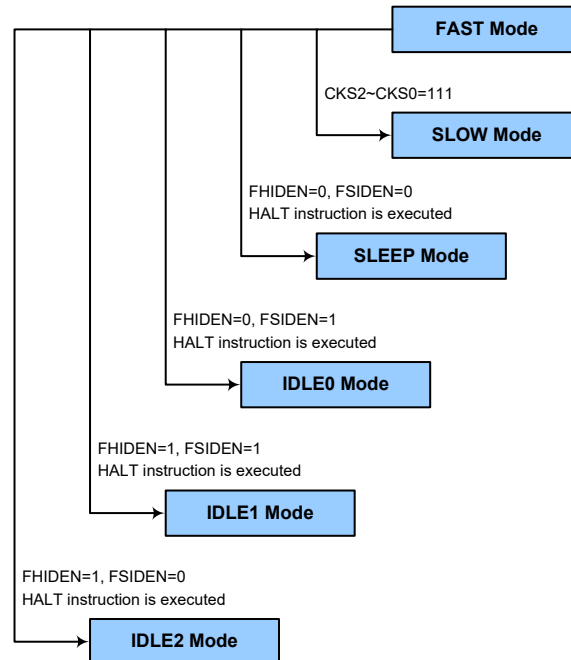 FAST Mode
CKS2~CKS0=111
SLOW Mode
FHIDEN=0, FSIDEN=0
HALT instruction is executed
SLEEP Mode
FHIDEN=0, FSIDEN=1
HALT instruction is executed
IDLE0 Mode
FHIDEN=1, FSIDEN=1
HALT instruction is executed
IDLE1 Mode
FHIDEN=1, FSIDEN=0
HALT instruction is executed
IDLE2 Mode